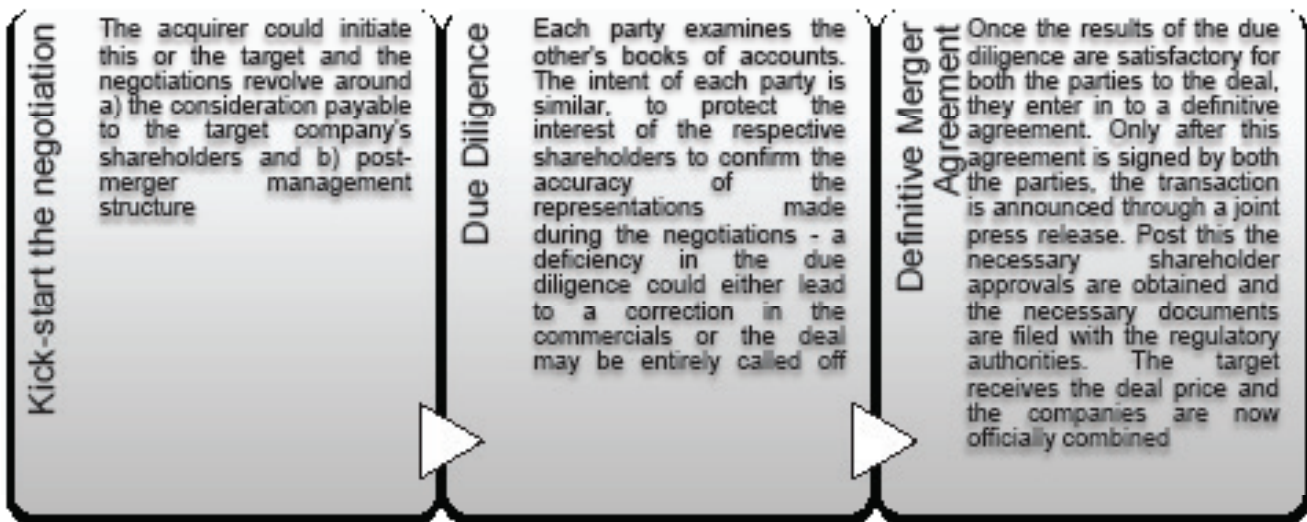 Kick-start the negotiation
The acquirer could initiate
this or the target and the
negotiations revolve around
a) the consideration payable
to the target company's
shareholders and b) post-
merger management
structure
Due Diligence
Each party examines the
other's books of accounts.
The intent of each party is
similar, to protect the
interest of the respective
shareholders to confirm the
accuracy of the
representations made
during the negotiations - a
deficiency in the due
diligence could either lead
to a correction in the
commercials or the deal
may be entirely called off
Definitive Merger
Agreement
Once the results of the due
diligence are satisfactory for
both the parties to the deal,
they enter in to a definitive
agreement. Only after this
agreement is signed by both
the parties, the transaction
is announced through a joint
press release. Post this the
necessary shareholder
approvals are obtained and
the necessary documents
are filed with the regulatory
authorities. The target
receives the deal price and
the companies are now
officially combined